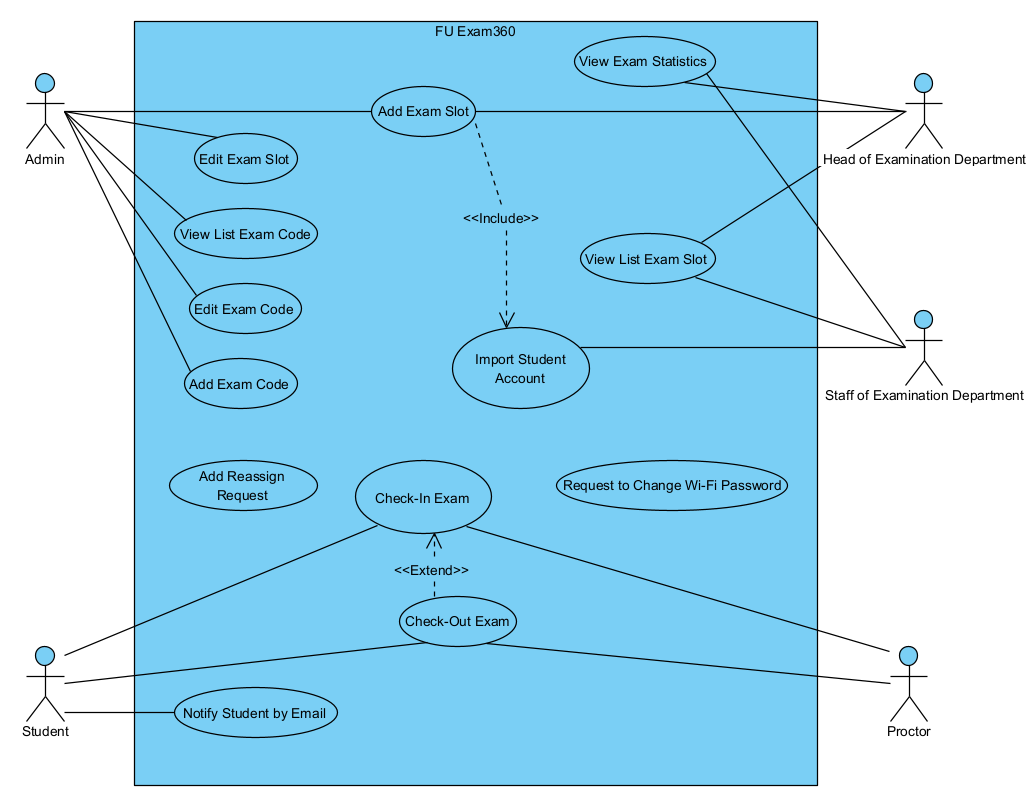 FU Exam360
View Exam Statistics
Add Exam Slot
Admin
Edit Exam Slot
Head of Examination Department
<<Include>>
View List Exam Code
View List Exam Slot
Edit Exam Code
Import Student
Account
Add Exam Code
Staff of Examination Department
Add Reassign
Request
Check-In Exam
Request to Change Wi-Fi Password
<<Extend>>
Check-Out Exam
Notify Student by Email
Student
Proctor